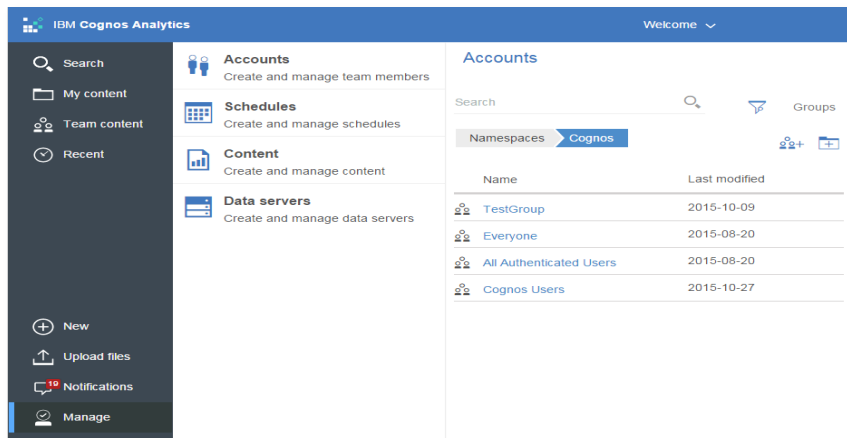 IBM Cognos Analytics
Welcome
Search
My content
Team content
Recent
New
Upload files
19
Notifications
Manage
Accounts
Create and manage team members
Schedules
Create and manage schedules
Content
Create and manage content
Data servers
Create and manage data servers
Accounts
Search
Groups
Namespaces Cognos
Name Last modified
TestGroup 2015-10-09
Everyone 2015-08-20
All Authenticated Users 2015-08-20
Cognos Users 2015-10-27